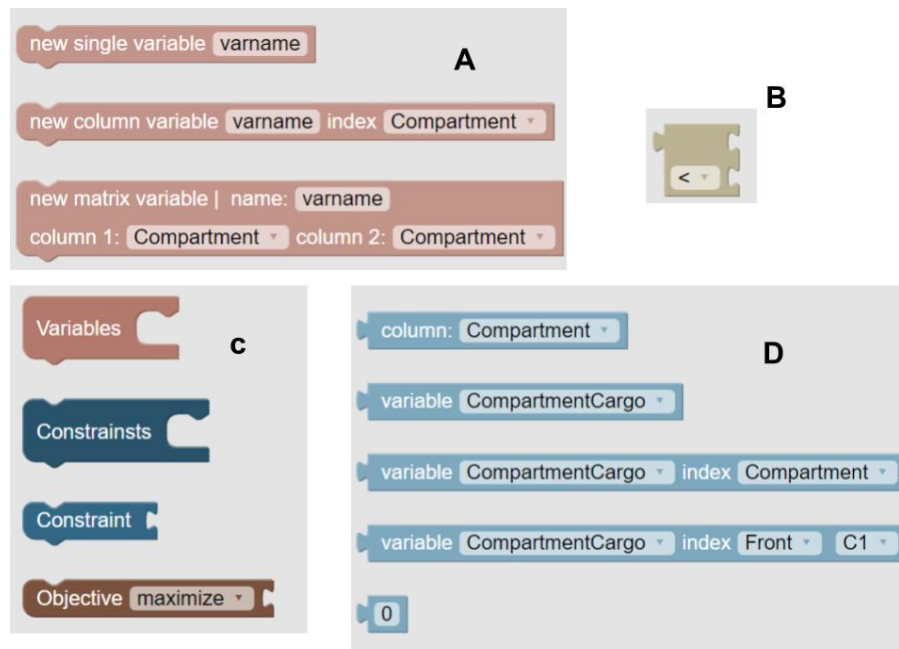 new single variable varname
A
new column variable varname index Compartment
new matrix variable | name: varname
column 1: Compartment column 2: Compartment
B
<
Variables
c
Constrainsts
Constraint
Objective maximize
column: Compartment
D
variable CompartmentCargo
variable CompartmentCargo index Compartment
variable CompartmentCargo index Front C1
0